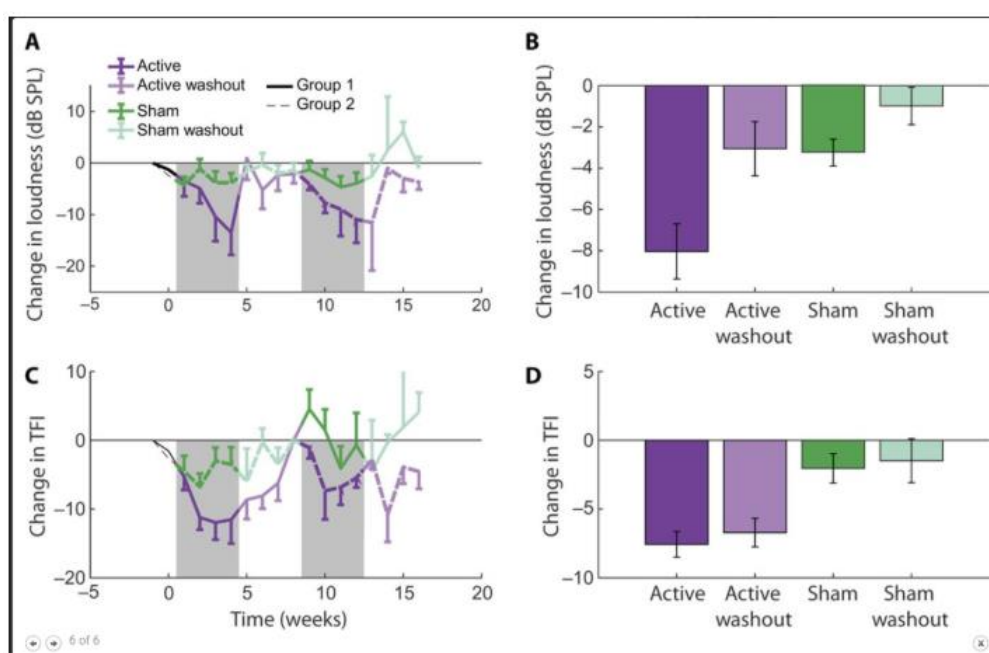 A
Active
Active washout
Sham
Sham washout
Group 1
Group 2
Change in loudness (dB SPL)
10
0
−10
−20
−5
0
5
10
15
20
B
Change in loudness (dB SPL)
0
−2
−4
−6
−8
−10
Active
Active washout
Sham
Sham washout
C
Change in TFI
10
0
−10
−20
−5
0
5
10
15
20
Time (weeks)
D
Change in TFI
5
0
−5
−10
Active
Active washout
Sham
Sham washout
6 of 6